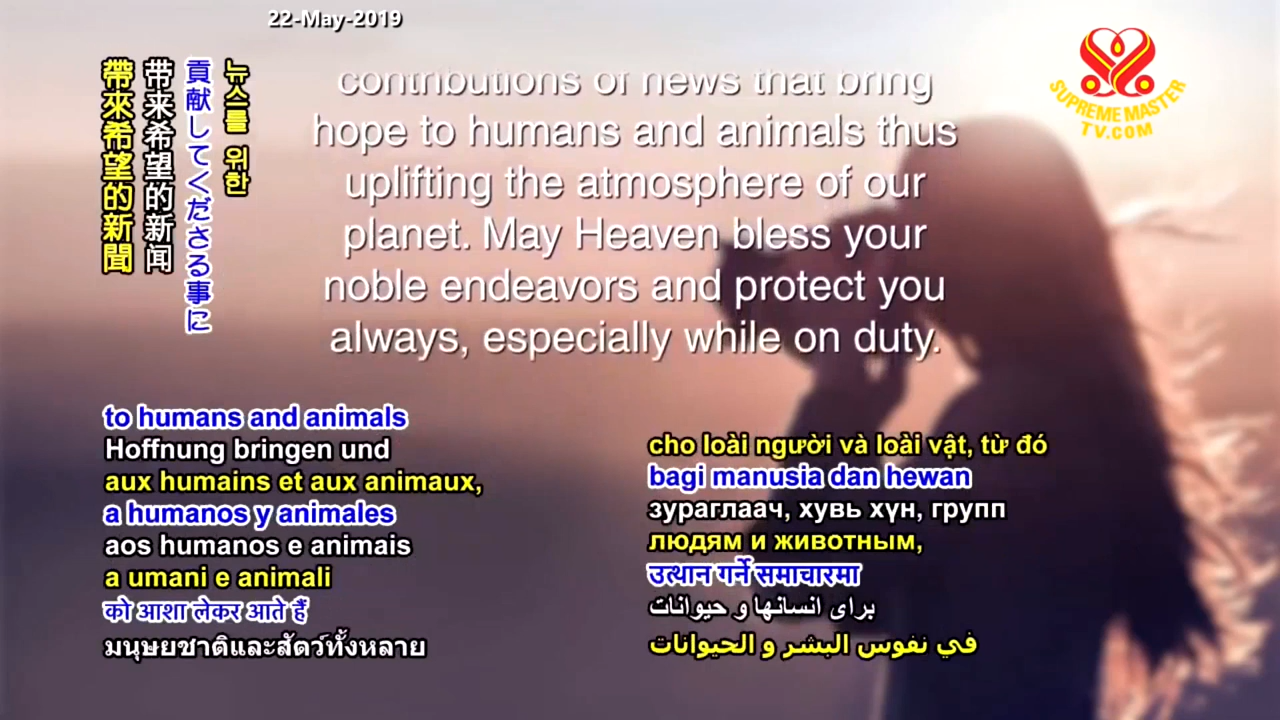 22-May-2019
SUPREME MASTER
TV.COM
帶來希望的新聞
带来希望的新闻
貢献してくださる事に
뉴스를 위한
contributions of news that bring
hope to humans and animals thus
uplifting the atmosphere of our
planet. May Heaven bless your
noble endeavors and protect you
always, especially while on duty.
to humans and animals
Hoffnung bringen und
aux humains et aux animaux,
a humanos y animales
aos humanos e animais
a umani e animali
को आशा लेकर आते हैं
มนุษยชาติและสัตว์ทั้งหลาย
cho loài người và loài vật, từ đó
bagi manusia dan hewan
зураглаач, хувь хүн, групп
людям и животным,
उत्थान गर्ने समाचारमा
برای انسانها و حیوانات
في نفوس البشر و الحيوانات